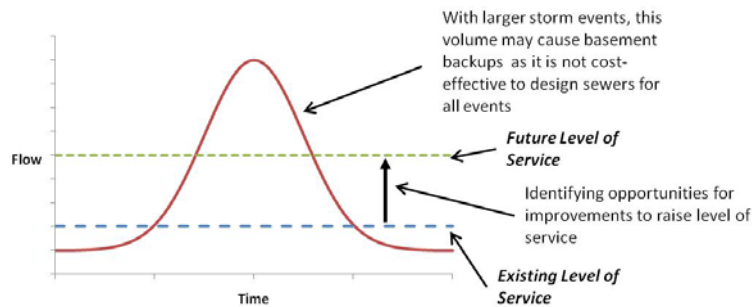 With larger storm events, this
volume may cause basement
backups as it is not cost-
effective to design sewers for
all events
Future Level of
Service
Flow
Identifying opportunities for
improvements to raise level of
service
Existing Level of
Service
Time